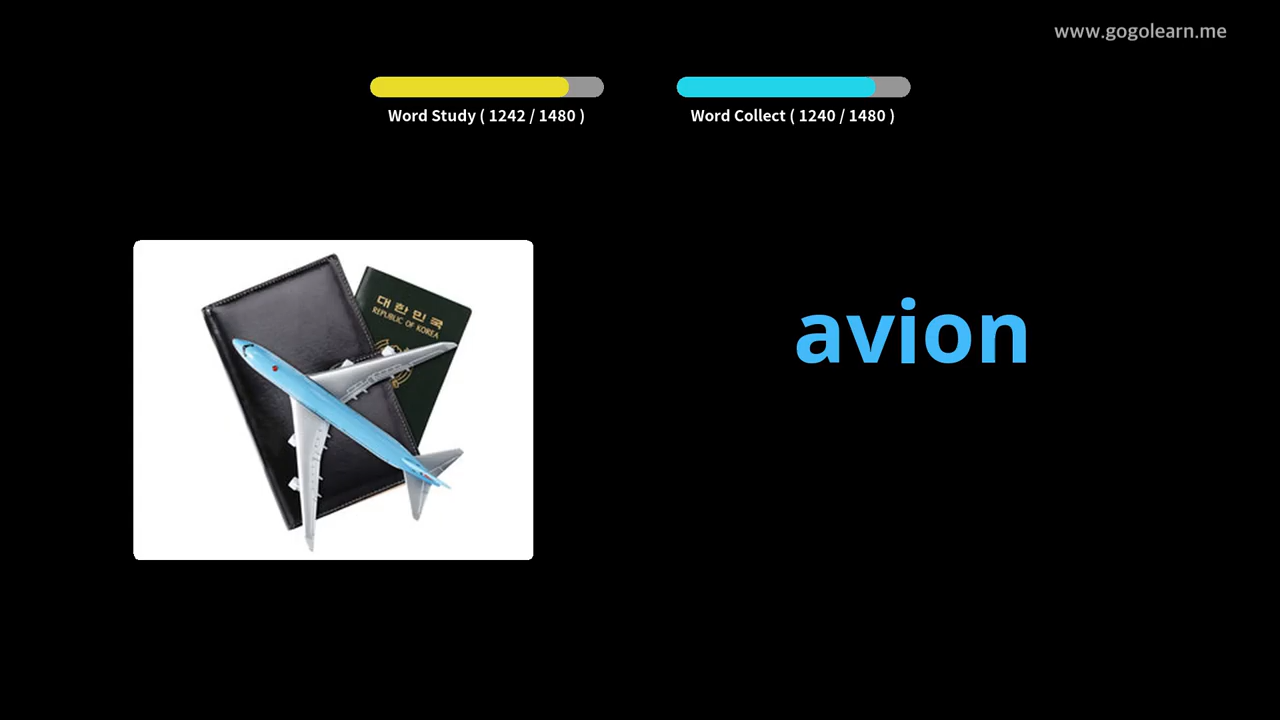 www.gogolearn.me
Word Study ( 1242 / 1480 )
Word Collect ( 1240 / 1480 )
대한민국
REPUBLIC OF KOREA
avion